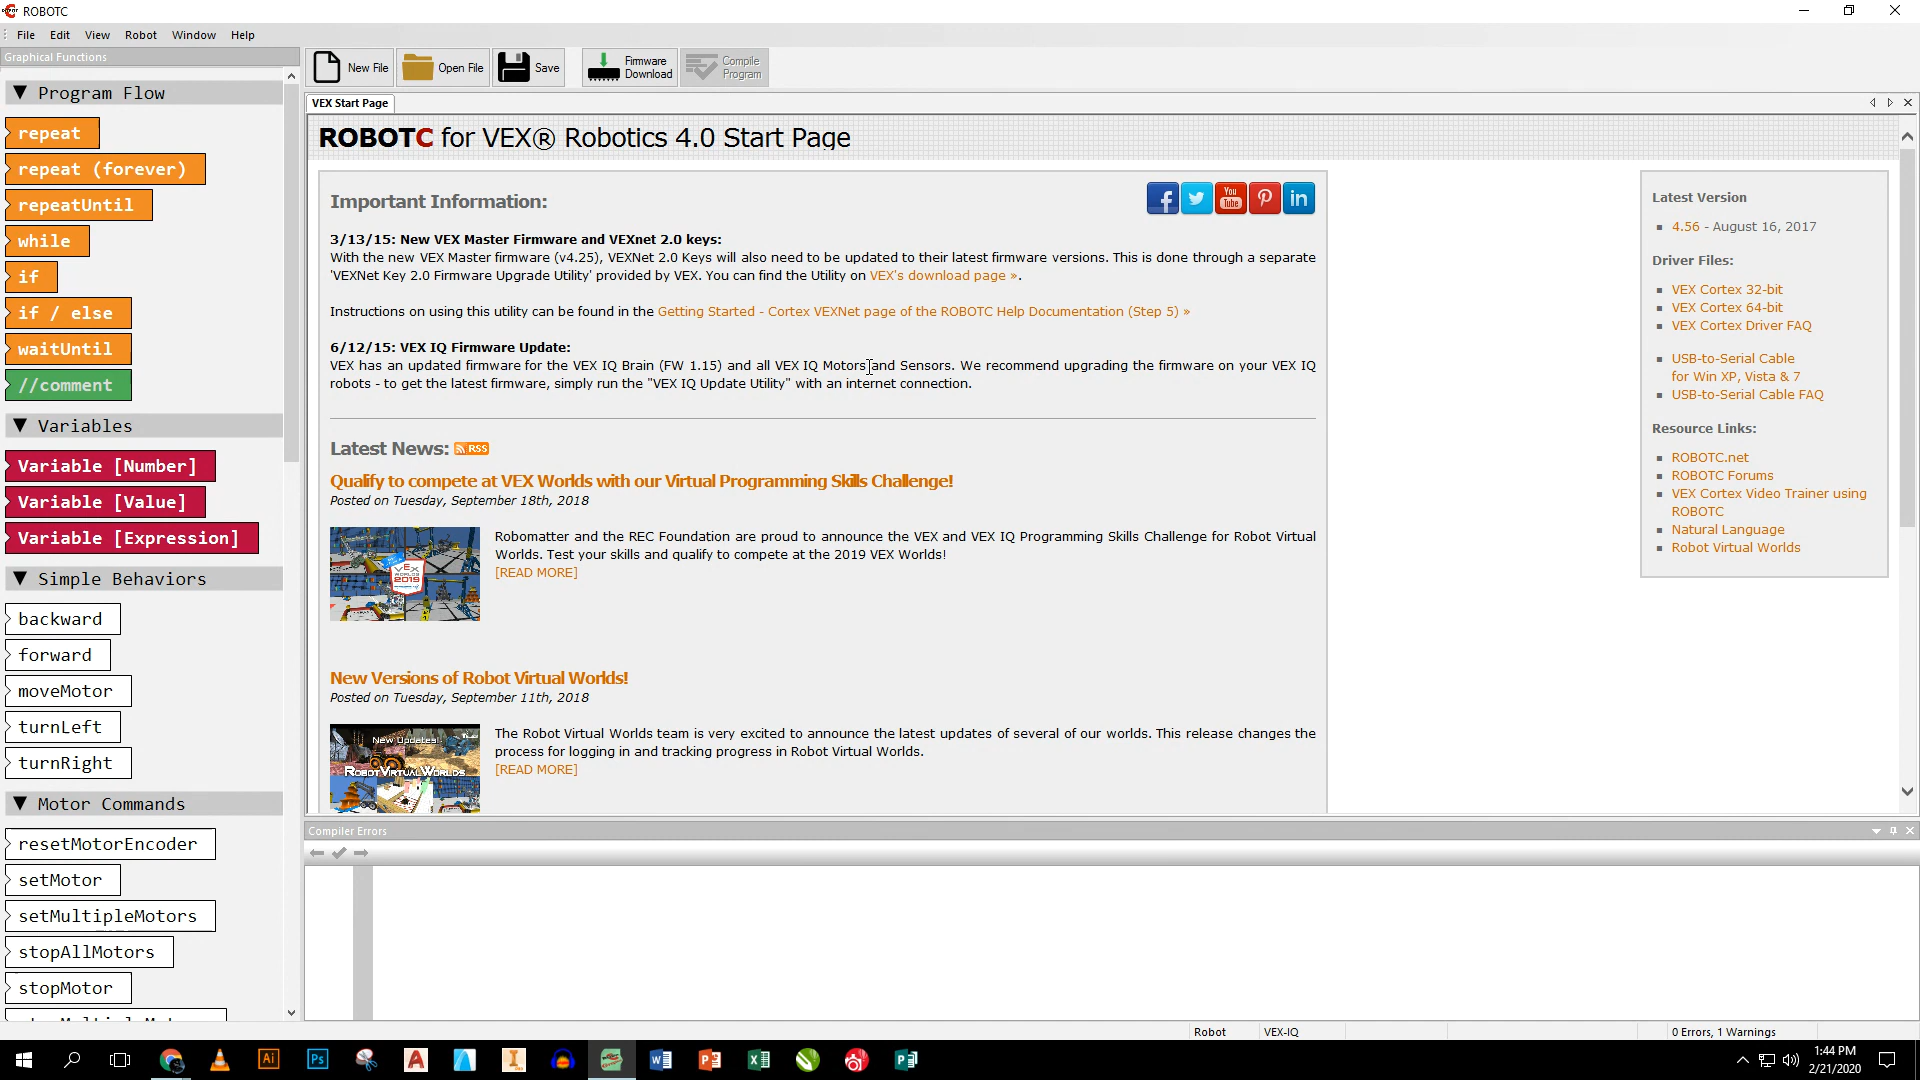 ROBOTC
File Edit View Robot Window Help
Graphical Functions
New File Open File Save Firmware Download Compile Program
Program Flow
repeat
repeat (forever)
repeatUntil
while
if
if / else
waitUntil
//comment
Variables
Variable [Number]
Variable [Value]
Variable [Expression]
Simple Behaviors
backward
forward
moveMotor
turnLeft
turnRight
Motor Commands
resetMotorEncoder
setMotor
setMultipleMotors
stopAllMotors
stopMotor
VEX Start Page
ROBOTC for VEX® Robotics 4.0 Start Page
Important Information:
3/13/15: New VEX Master Firmware and VEXnet 2.0 keys:
With the new VEX Master firmware (v4.25), VEXNet 2.0 Keys will also need to be updated to their latest firmware versions. This is done through a separate
'VEXNet Key 2.0 Firmware Upgrade Utility' provided by VEX. You can find the Utility on VEX's download page ».
Instructions on using this utility can be found in the Getting Started - Cortex VEXNet page of the ROBOTC Help Documentation (Step 5) »
6/12/15: VEX IQ Firmware Update:
VEX has an updated firmware for the VEX IQ Brain (FW 1.15) and all VEX IQ Motors and Sensors. We recommend upgrading the firmware on your VEX IQ
robots - to get the latest firmware, simply run the "VEX IQ Update Utility" with an internet connection.
Latest News: RSS
Qualify to compete at VEX Worlds with our Virtual Programming Skills Challenge!
Posted on Tuesday, September 18th, 2018
Robomatter and the REC Foundation are proud to announce the VEX and VEX IQ Programming Skills Challenge for Robot Virtual
Worlds. Test your skills and qualify to compete at the 2019 VEX Worlds!
[READ MORE]
VEX
WORLDS
2019
New Versions of Robot Virtual Worlds!
Posted on Tuesday, September 11th, 2018
The Robot Virtual Worlds team is very excited to announce the latest updates of several of our worlds. This release changes the
process for logging in and tracking progress in Robot Virtual Worlds.
[READ MORE]
New Updates!
ROBOTVIRTUALWORLDS
You
Tube
in
Latest Version
4.56 - August 16, 2017
Driver Files:
VEX Cortex 32-bit
VEX Cortex 64-bit
VEX Cortex Driver FAQ
USB-to-Serial Cable
for Win XP, Vista & 7
USB-to-Serial Cable FAQ
Resource Links:
ROBOTC.net
ROBOTC Forums
VEX Cortex Video Trainer using
ROBOTC
Natural Language
Robot Virtual Worlds
Compiler Errors
Robot VEX-IQ 0 Errors, 1 Warnings
Ai Ps
1:44 PM
2/21/2020